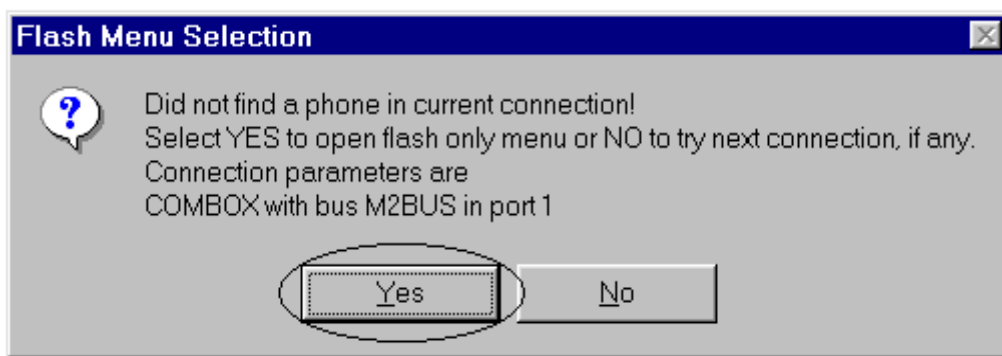 Flash Menu Selection
?
Did not find a phone in current connection!
Select YES to open flash only menu or NO to try next connection, if any.
Connection parameters are
COMBOX with bus M2BUS in port 1
Yes No